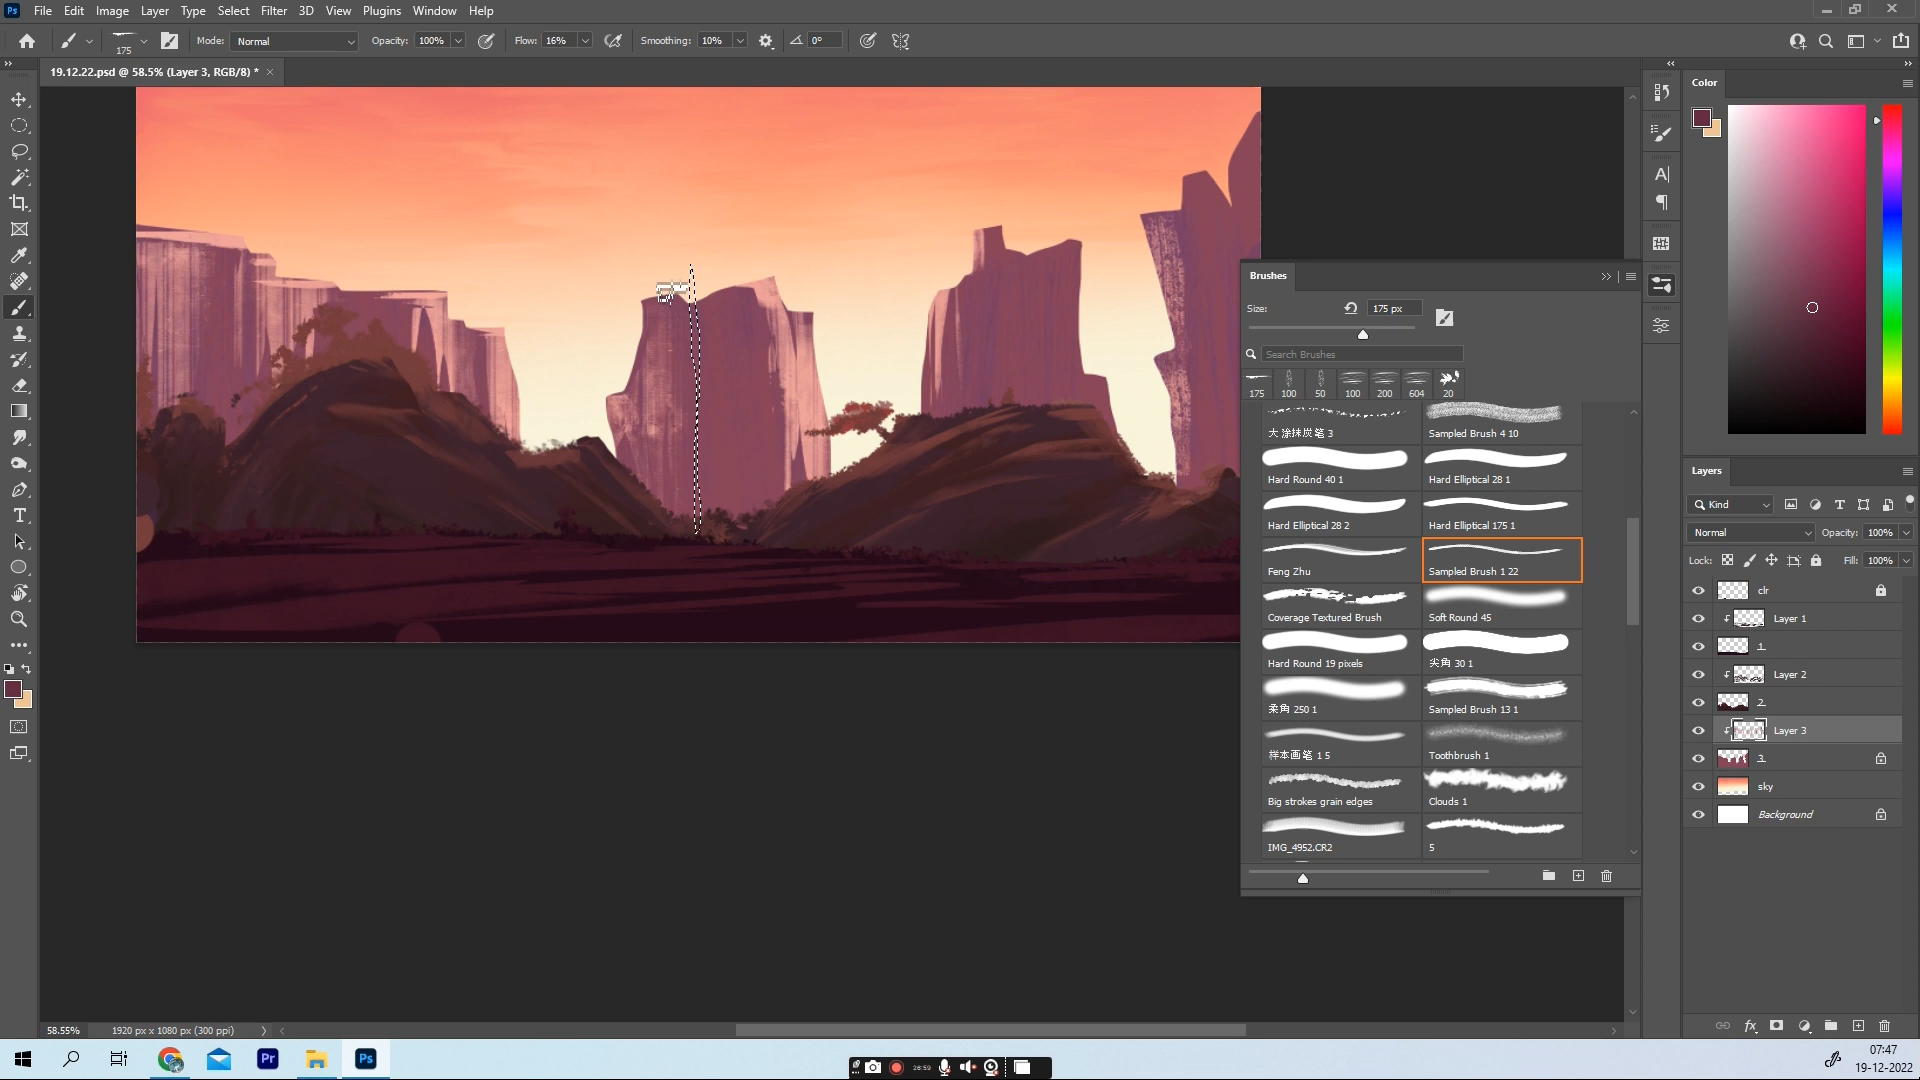 Ps File Edit Image Layer Type Select Filter 3D View Plugins Window Help
175 Mode: Normal Opacity: 100% Flow: 16% Smoothing: 10% 0°
19.12.22.psd @ 58.5% (Layer 3, RGB/8) * ×
Color
Brushes
Size: 175 px
Search Brushes
175 100 50 100 200 604 20
大涂抹炭笔 3 Sampled Brush 4 10
Hard Round 40 1 Hard Elliptical 28 1
Hard Elliptical 28 2 Hard Elliptical 175 1
Feng Zhu Sampled Brush 1 22
Coverage Textured Brush Soft Round 45
Hard Round 19 pixels 尖角 30 1
柔角 250 1 Sampled Brush 13 1
样本画笔 1 5 Toothbrush 1
Big strokes grain edges Clouds 1
IMG_4952.CR2 5
Layers
Kind
Normal Opacity: 100%
Lock: Fill: 100%
clr
Layer 1
1
Layer 2
2
Layer 3
3
sky
Background
58.55% 1920 px x 1080 px (300 ppi)
Pr Ps
28:59
07:47
19-12-2022